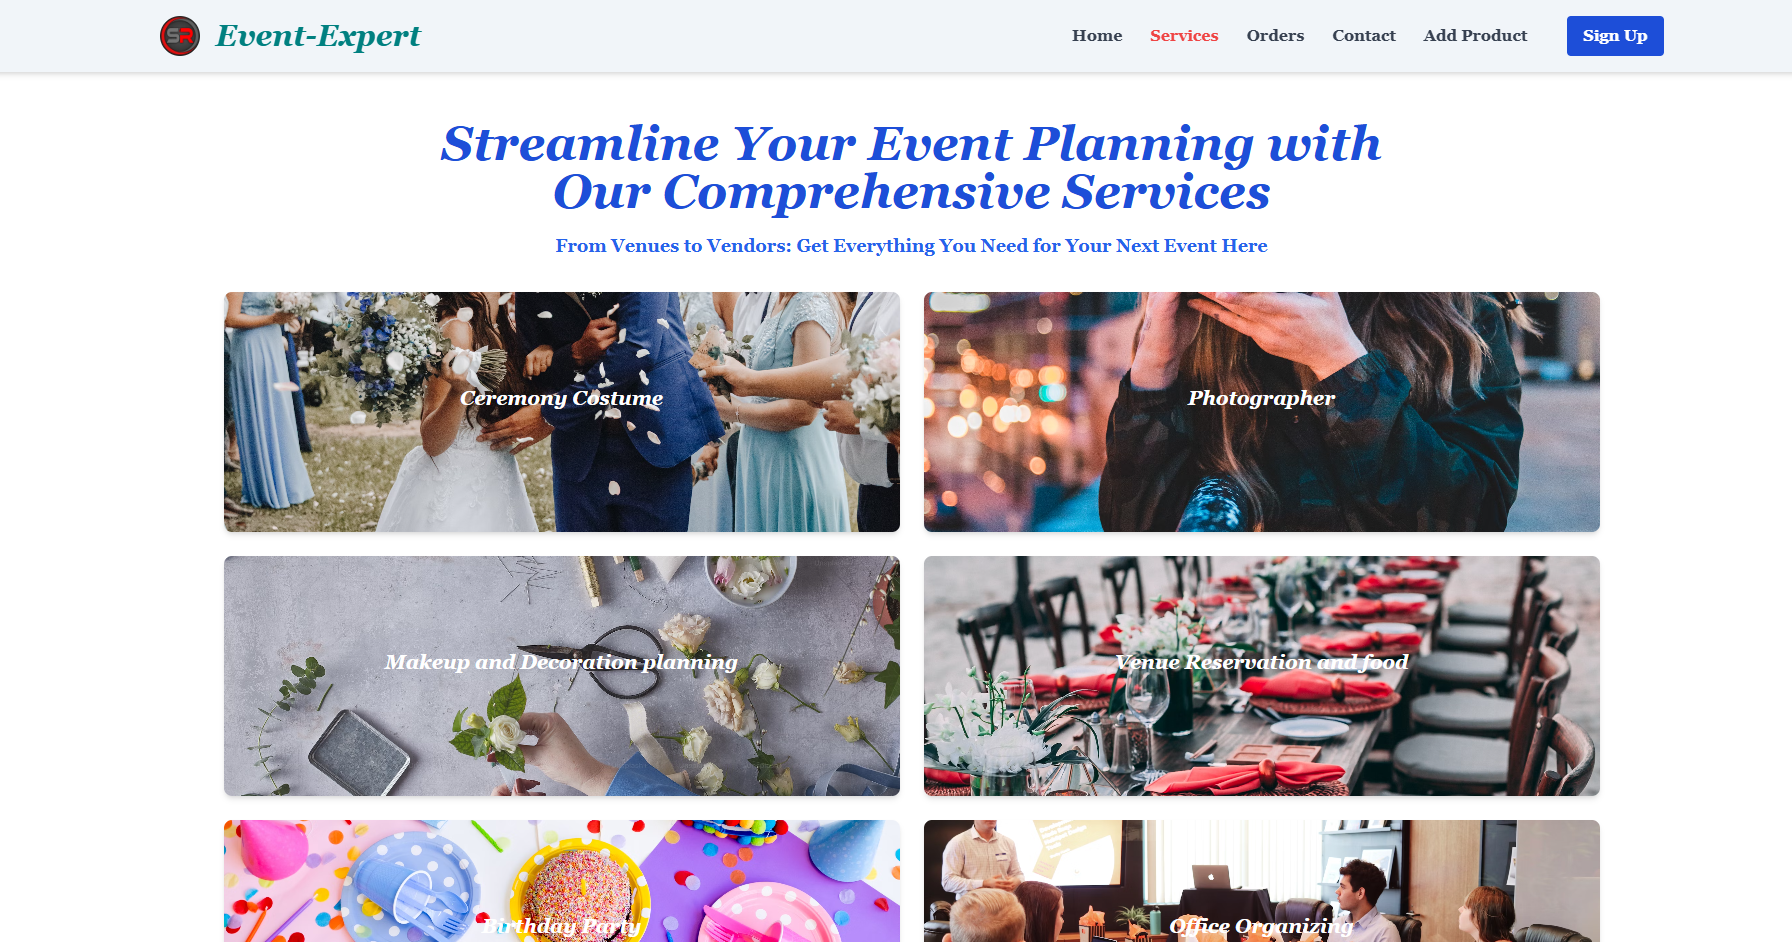 SR
Event-Expert
Home
Services
Orders
Contact
Add Product
Sign Up
Streamline Your Event Planning with
Our Comprehensive Services
From Venues to Vendors: Get Everything You Need for Your Next Event Here
Ceremony Costume
Photographer
Makeup and Decoration planning
Venue Reservation and food
Birthday Party
Office Organizing